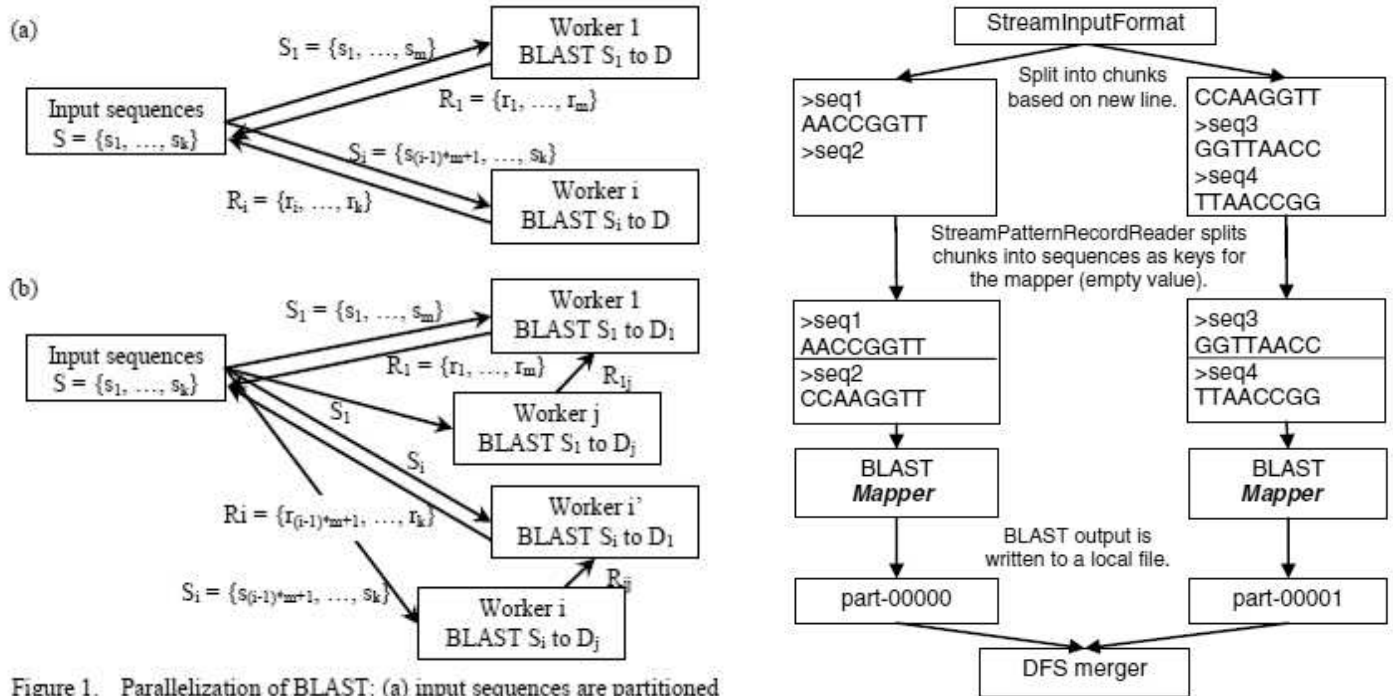 (a)
Input sequences
S = {s1, …, sk}
S1 = {s1, …, sm}
R1 = {r1, …, rm}
Si = {s(i-1)*m+1, …, sk}
Ri = {ri, …, rk}
Worker 1
BLAST S1 to D
Worker i
BLAST Si to D
(b)
Input sequences
S = {s1, …, sk}
S1 = {s1, …, sm}
R1 = {r1, …, rm}
R1j
S1
Si
Ri = {r(i-1)*m+1, …, rk}
Rij
Si = {s(i-1)*m+1, …, sk}
Worker 1
BLAST S1 to D1
Worker j
BLAST S1 to Dj
Worker i’
BLAST Si to D1
Worker i
BLAST Si to Dj
Figure 1. Parallelization of BLAST: (a) input sequences are partitioned
StreamInputFormat
Split into chunks
based on new line.
>seq1
AACCGGTT
>seq2
CCAAGGTT
>seq3
GGTTAACC
>seq4
TTAACCGG
StreamPatternRecordReader splits
chunks into sequences as keys for
the mapper (empty value).
>seq1
AACCGGTT
>seq2
CCAAGGTT
>seq3
GGTTAACC
>seq4
TTAACCGG
BLAST
Mapper
BLAST
Mapper
BLAST output is
written to a local file.
part-00000
part-00001
DFS merger